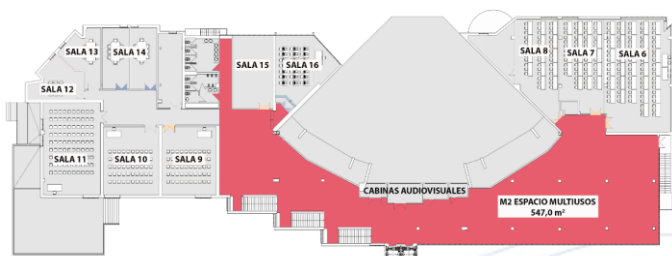 SALA 13
SALA 14
SALA 15
SALA 16
SALA 8
SALA 7
SALA 6
SALA 12
SALA 11
SALA 10
SALA 9
CABINAS AUDIOVISUALES
M2 ESPACIO MULTIUSOS
547,0 m²